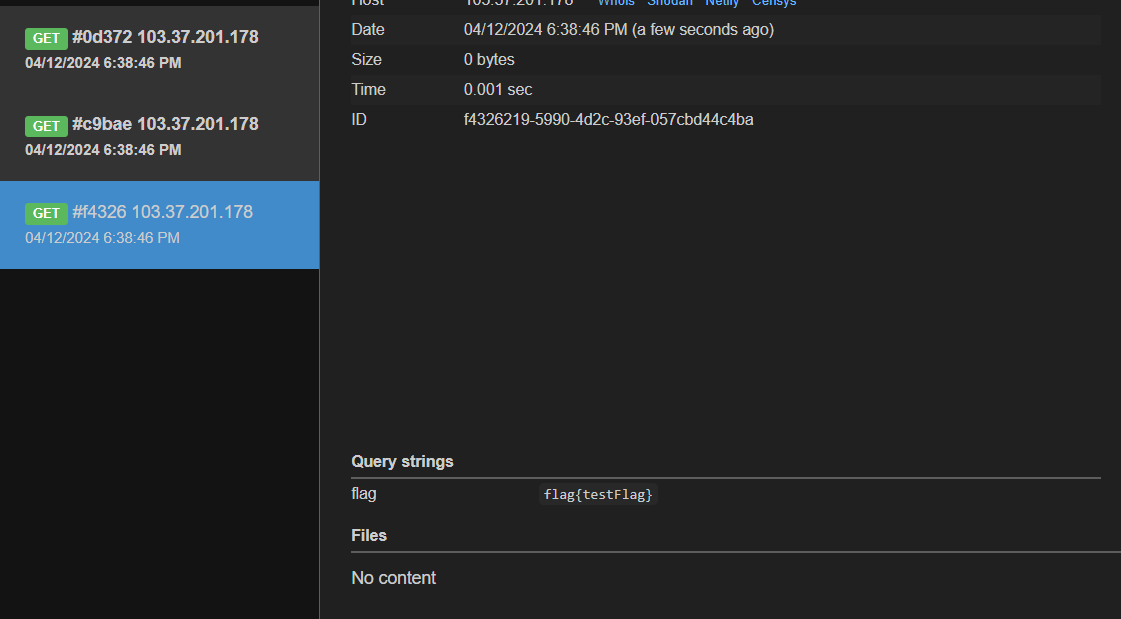 GET #0d372 103.37.201.178
04/12/2024 6:38:46 PM
GET #c9bae 103.37.201.178
04/12/2024 6:38:46 PM
GET #f4326 103.37.201.178
04/12/2024 6:38:46 PM
Host 103.37.201.178 Whois Shodan Netify Censys
Date 04/12/2024 6:38:46 PM (a few seconds ago)
Size 0 bytes
Time 0.001 sec
ID f4326219-5990-4d2c-93ef-057cbd44c4ba
Query strings
flag flag{testFlag}
Files
No content